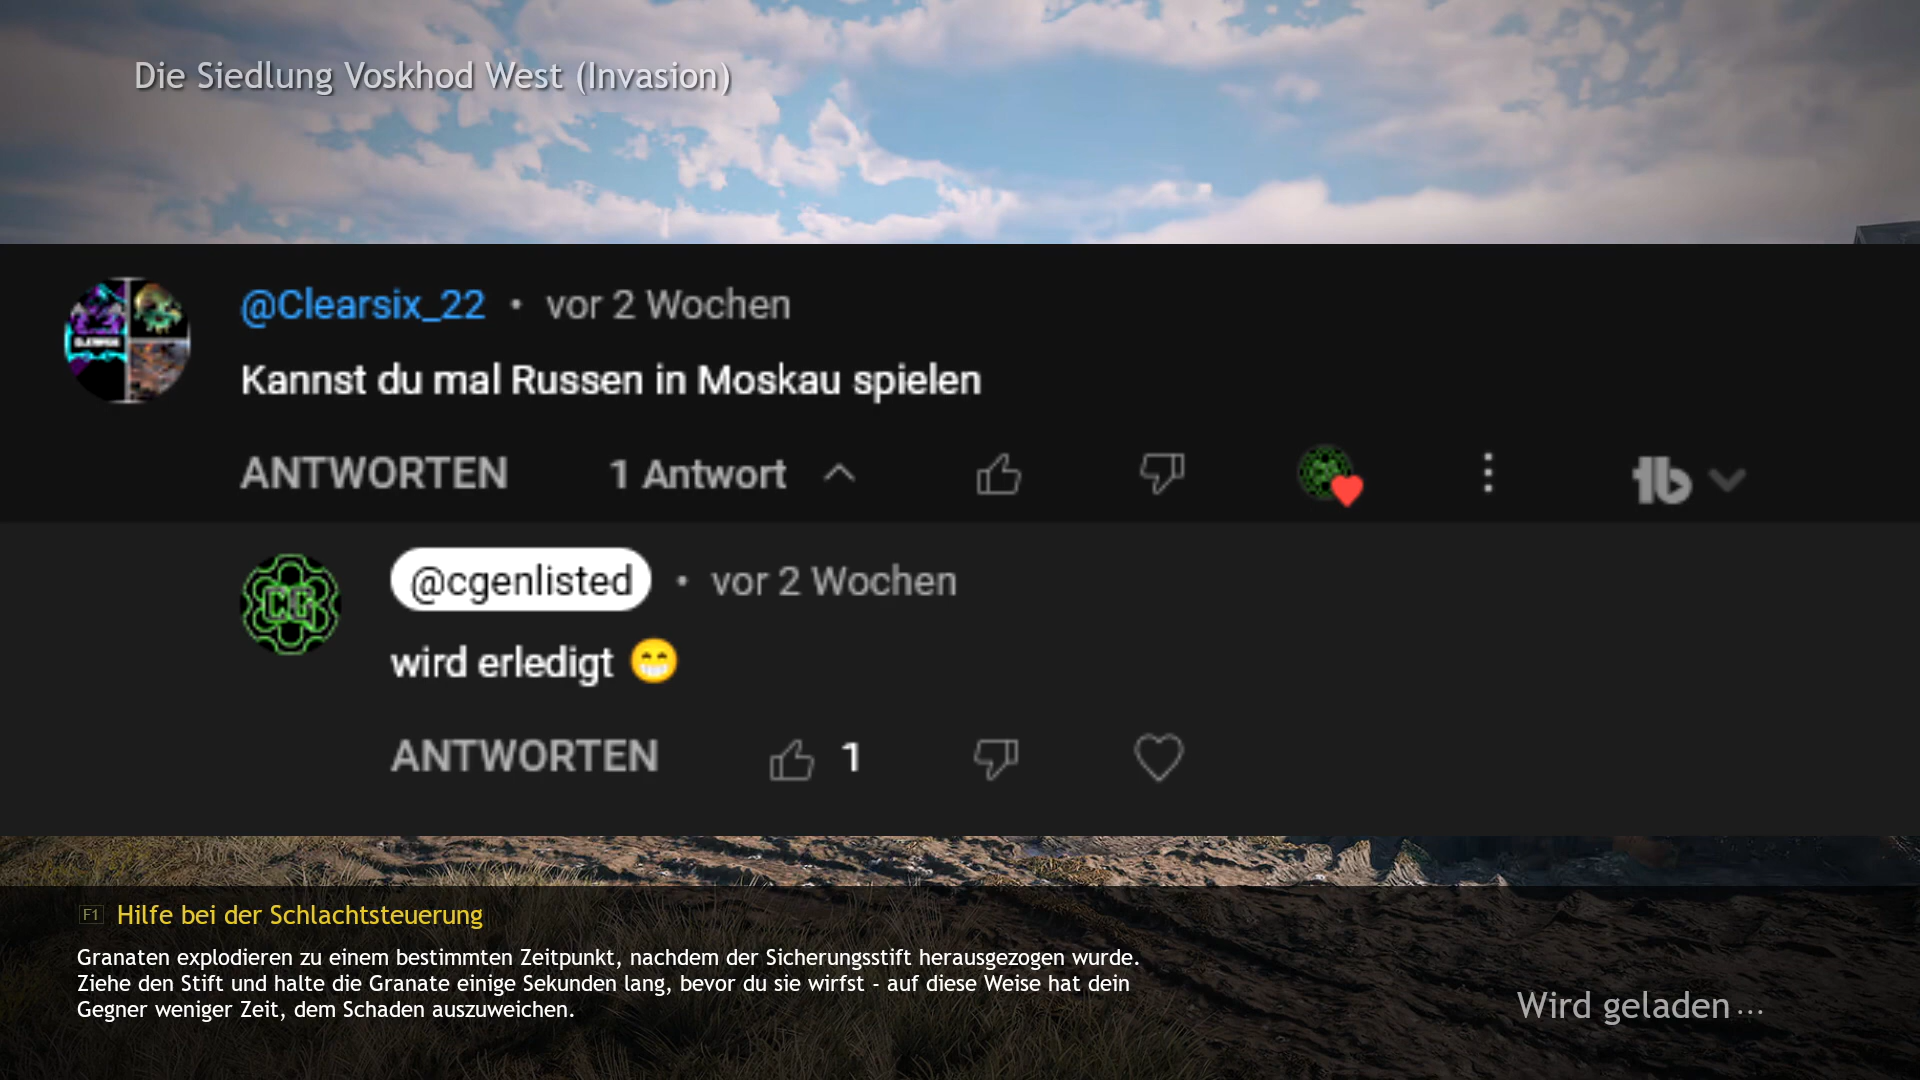 Die Siedlung Voskhod West (Invasion)
@Clearsix_22 • vor 2 Wochen
Kannst du mal Russen in Moskau spielen
ANTWORTEN 1 Antwort
@cgenlisted • vor 2 Wochen
CG
wird erledigt 😁
ANTWORTEN 1
F1 Hilfe bei der Schlachtsteuerung
Granaten explodieren zu einem bestimmten Zeitpunkt, nachdem der Sicherungsstift herausgezogen wurde.
Ziehe den Stift und halte die Granate einige Sekunden lang, bevor du sie wirfst - auf diese Weise hat dein
Gegner weniger Zeit, dem Schaden auszuweichen.
Wird geladen...